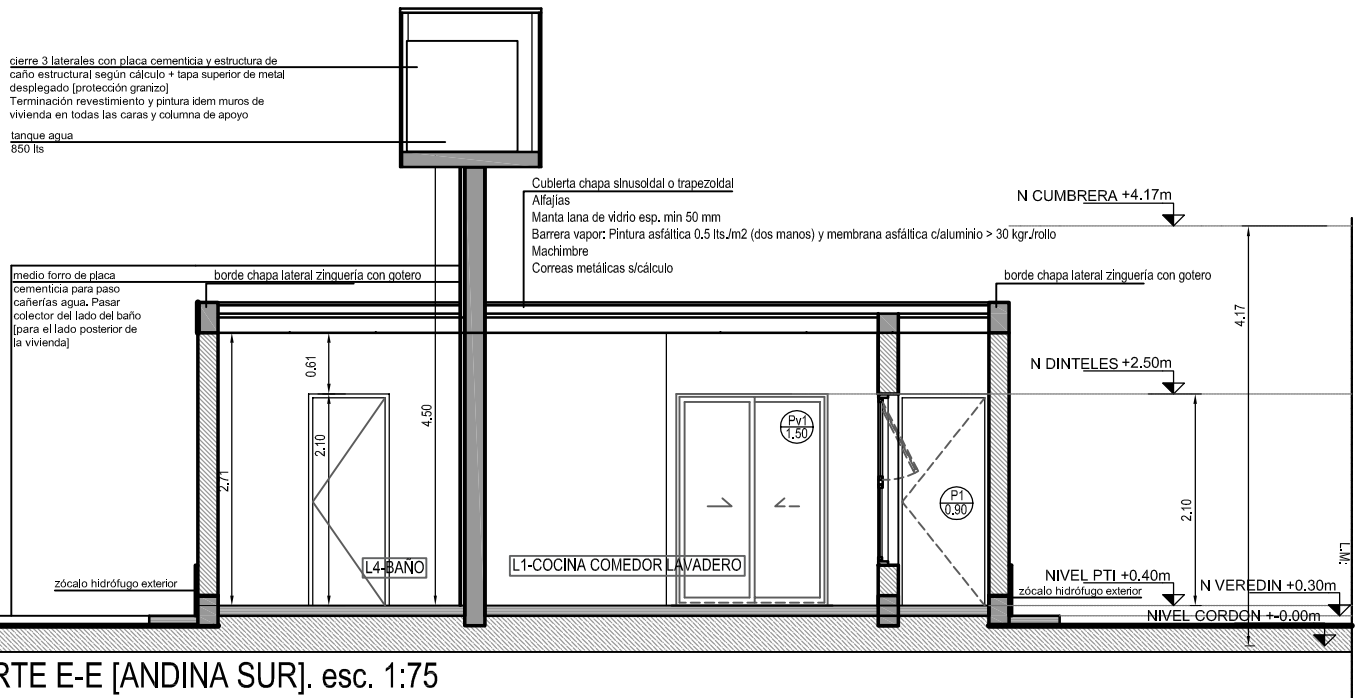 cierre 3 laterales con placa cementicia y estructura de
caño estructural según cálculo + tapa superior de metal
desplegado [protección granizo]
Terminación revestimiento y pintura idem muros de
vivienda en todas las caras y columna de apoyo
tanque agua
850 lts
Cubierta chapa sinusoidal o trapezoidal
Alfajías
Manta lana de vidrio esp. min 50 mm
Barrera vapor: Pintura asfáltica 0.5 lts./m2 (dos manos) y membrana asfáltica c/aluminio > 30 kgr./rollo
Machimbre
Correas metálicas s/cálculo
N CUMBRERA +4.17m
medio forro de placa
cementicia para paso
cañerías agua. Pasar
colector del lado del baño
[para el lado posterior de
la vivienda]
borde chapa lateral zinguería con gotero
borde chapa lateral zinguería con gotero
4.17
N DINTELES +2.50m
0.61
4.50
2.10
2.71
Pv1
1.50
P1
0.90
2.10
L4-BAÑO
L1-COCINA COMEDOR LAVADERO
L.M.
zócalo hidrófugo exterior
NIVEL PTI +0.40m
zócalo hidrófugo exterior
N VEREDIN +0.30m
NIVEL CORDON +-0.00m
RTE E-E [ANDINA SUR]. esc. 1:75